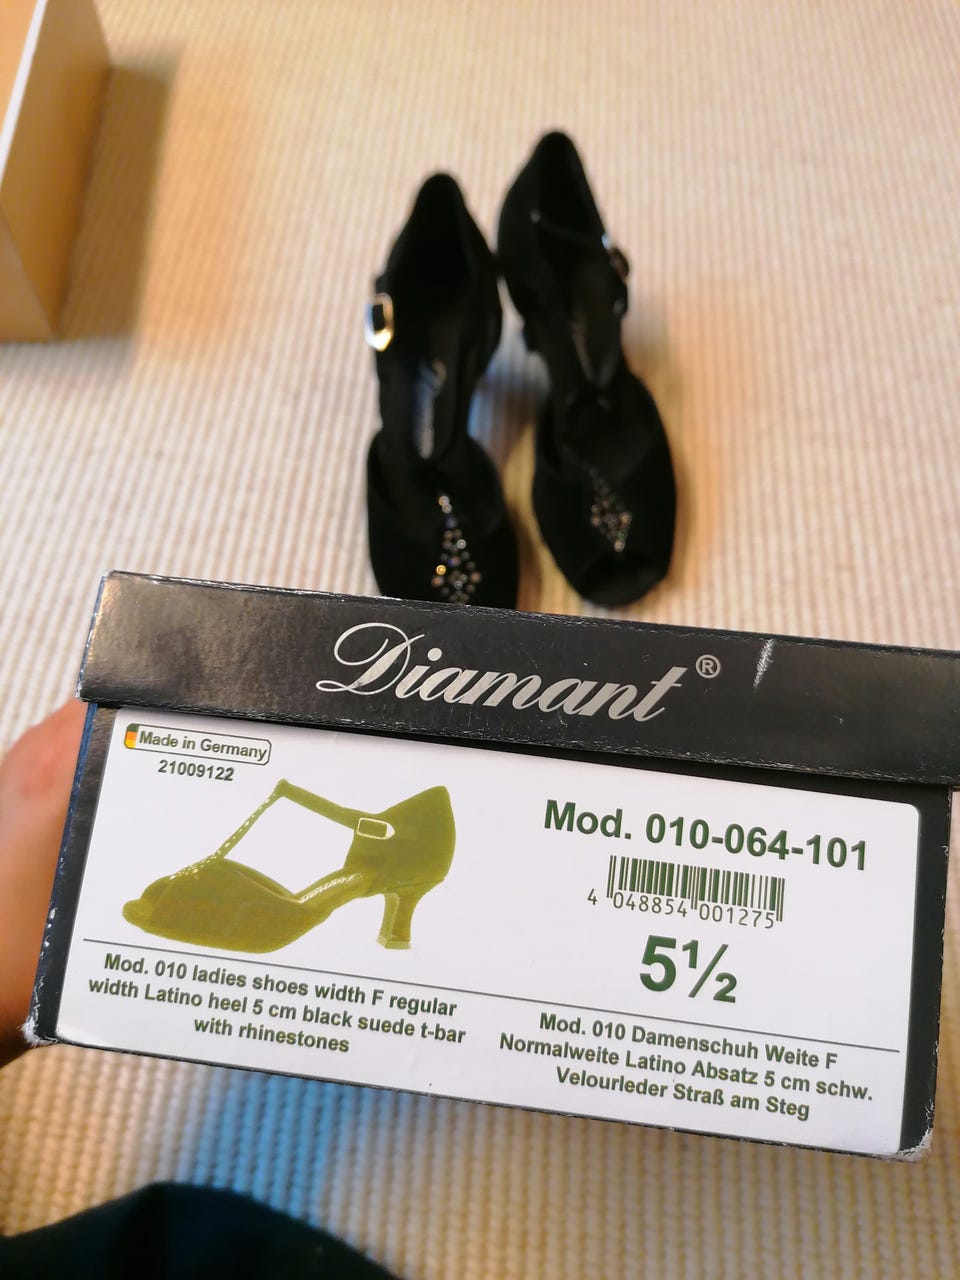 Diamant®
Made in Germany
21009122
Mod. 010-064-101
4 048854 001275
5½
Mod. 010 ladies shoes width F regular
width Latino heel 5 cm black suede t-bar
with rhinestones
Mod. 010 Damenschuh Weite F
Normalweite Latino Absatz 5 cm schw.
Velourleder Straß am Steg